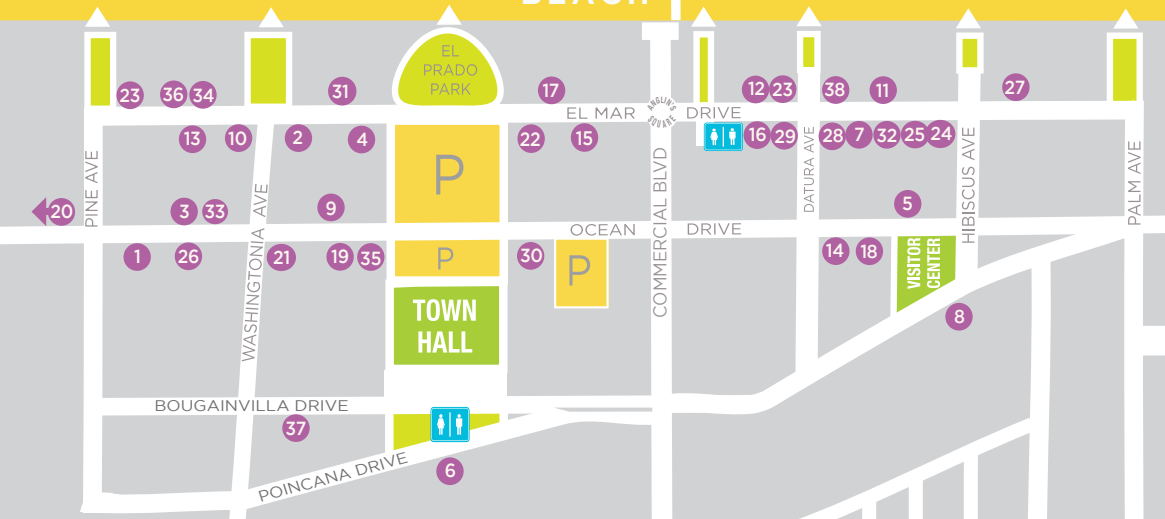 BEACH
EL
PRADO
PARK
23
36
34
31
17
12
23
38
11
27
EL MAR
ANGLIN'S
SQUARE
DRIVE
13
10
2
4
22
15
16
29
28
7
32
25
24
PINE AVE
WASHINGTONIA AVE
P
COMMERCIAL BLVD
DATURA AVE
HIBISCUS AVE
PALM AVE
20
3
33
9
5
OCEAN
DRIVE
1
26
21
19
35
P
30
P
14
18
VISITOR
CENTER
TOWN
HALL
8
BOUGAINVILLA DRIVE
37
POINCANA DRIVE
6